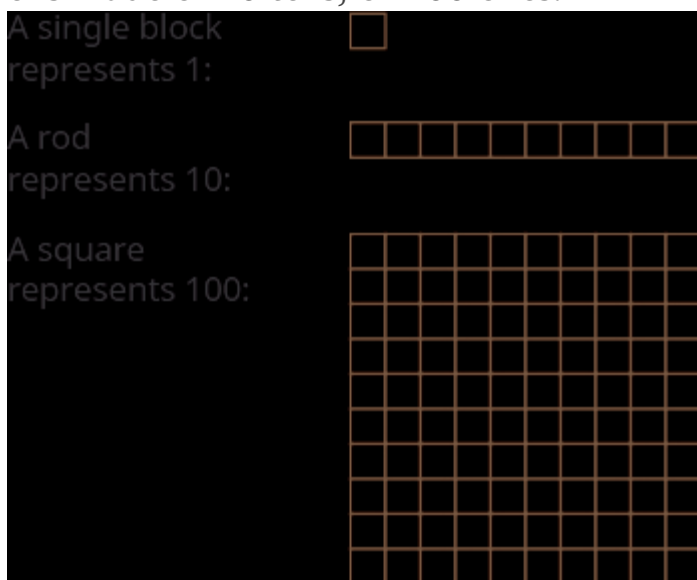 A single block
represents 1:
A rod
represents 10:
A square
represents 100: